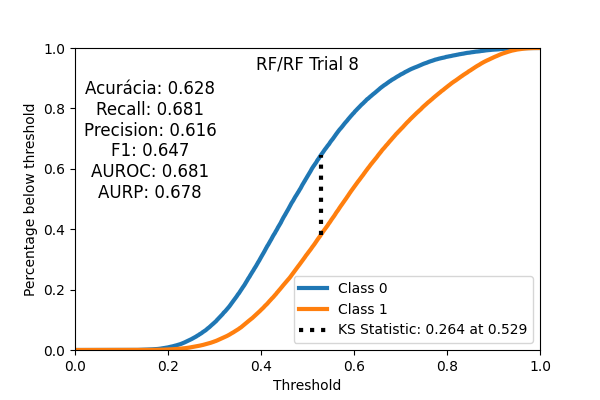 RF/RF Trial 8
Acurácia: 0.628
Recall: 0.681
Precision: 0.616
F1: 0.647
AUROC: 0.681
AURP: 0.678
Percentage below threshold
1.0
0.8
0.6
0.4
0.2
0.0
Class 0
Class 1
KS Statistic: 0.264 at 0.529
0.0 0.2 0.4 0.6 0.8 1.0
Threshold